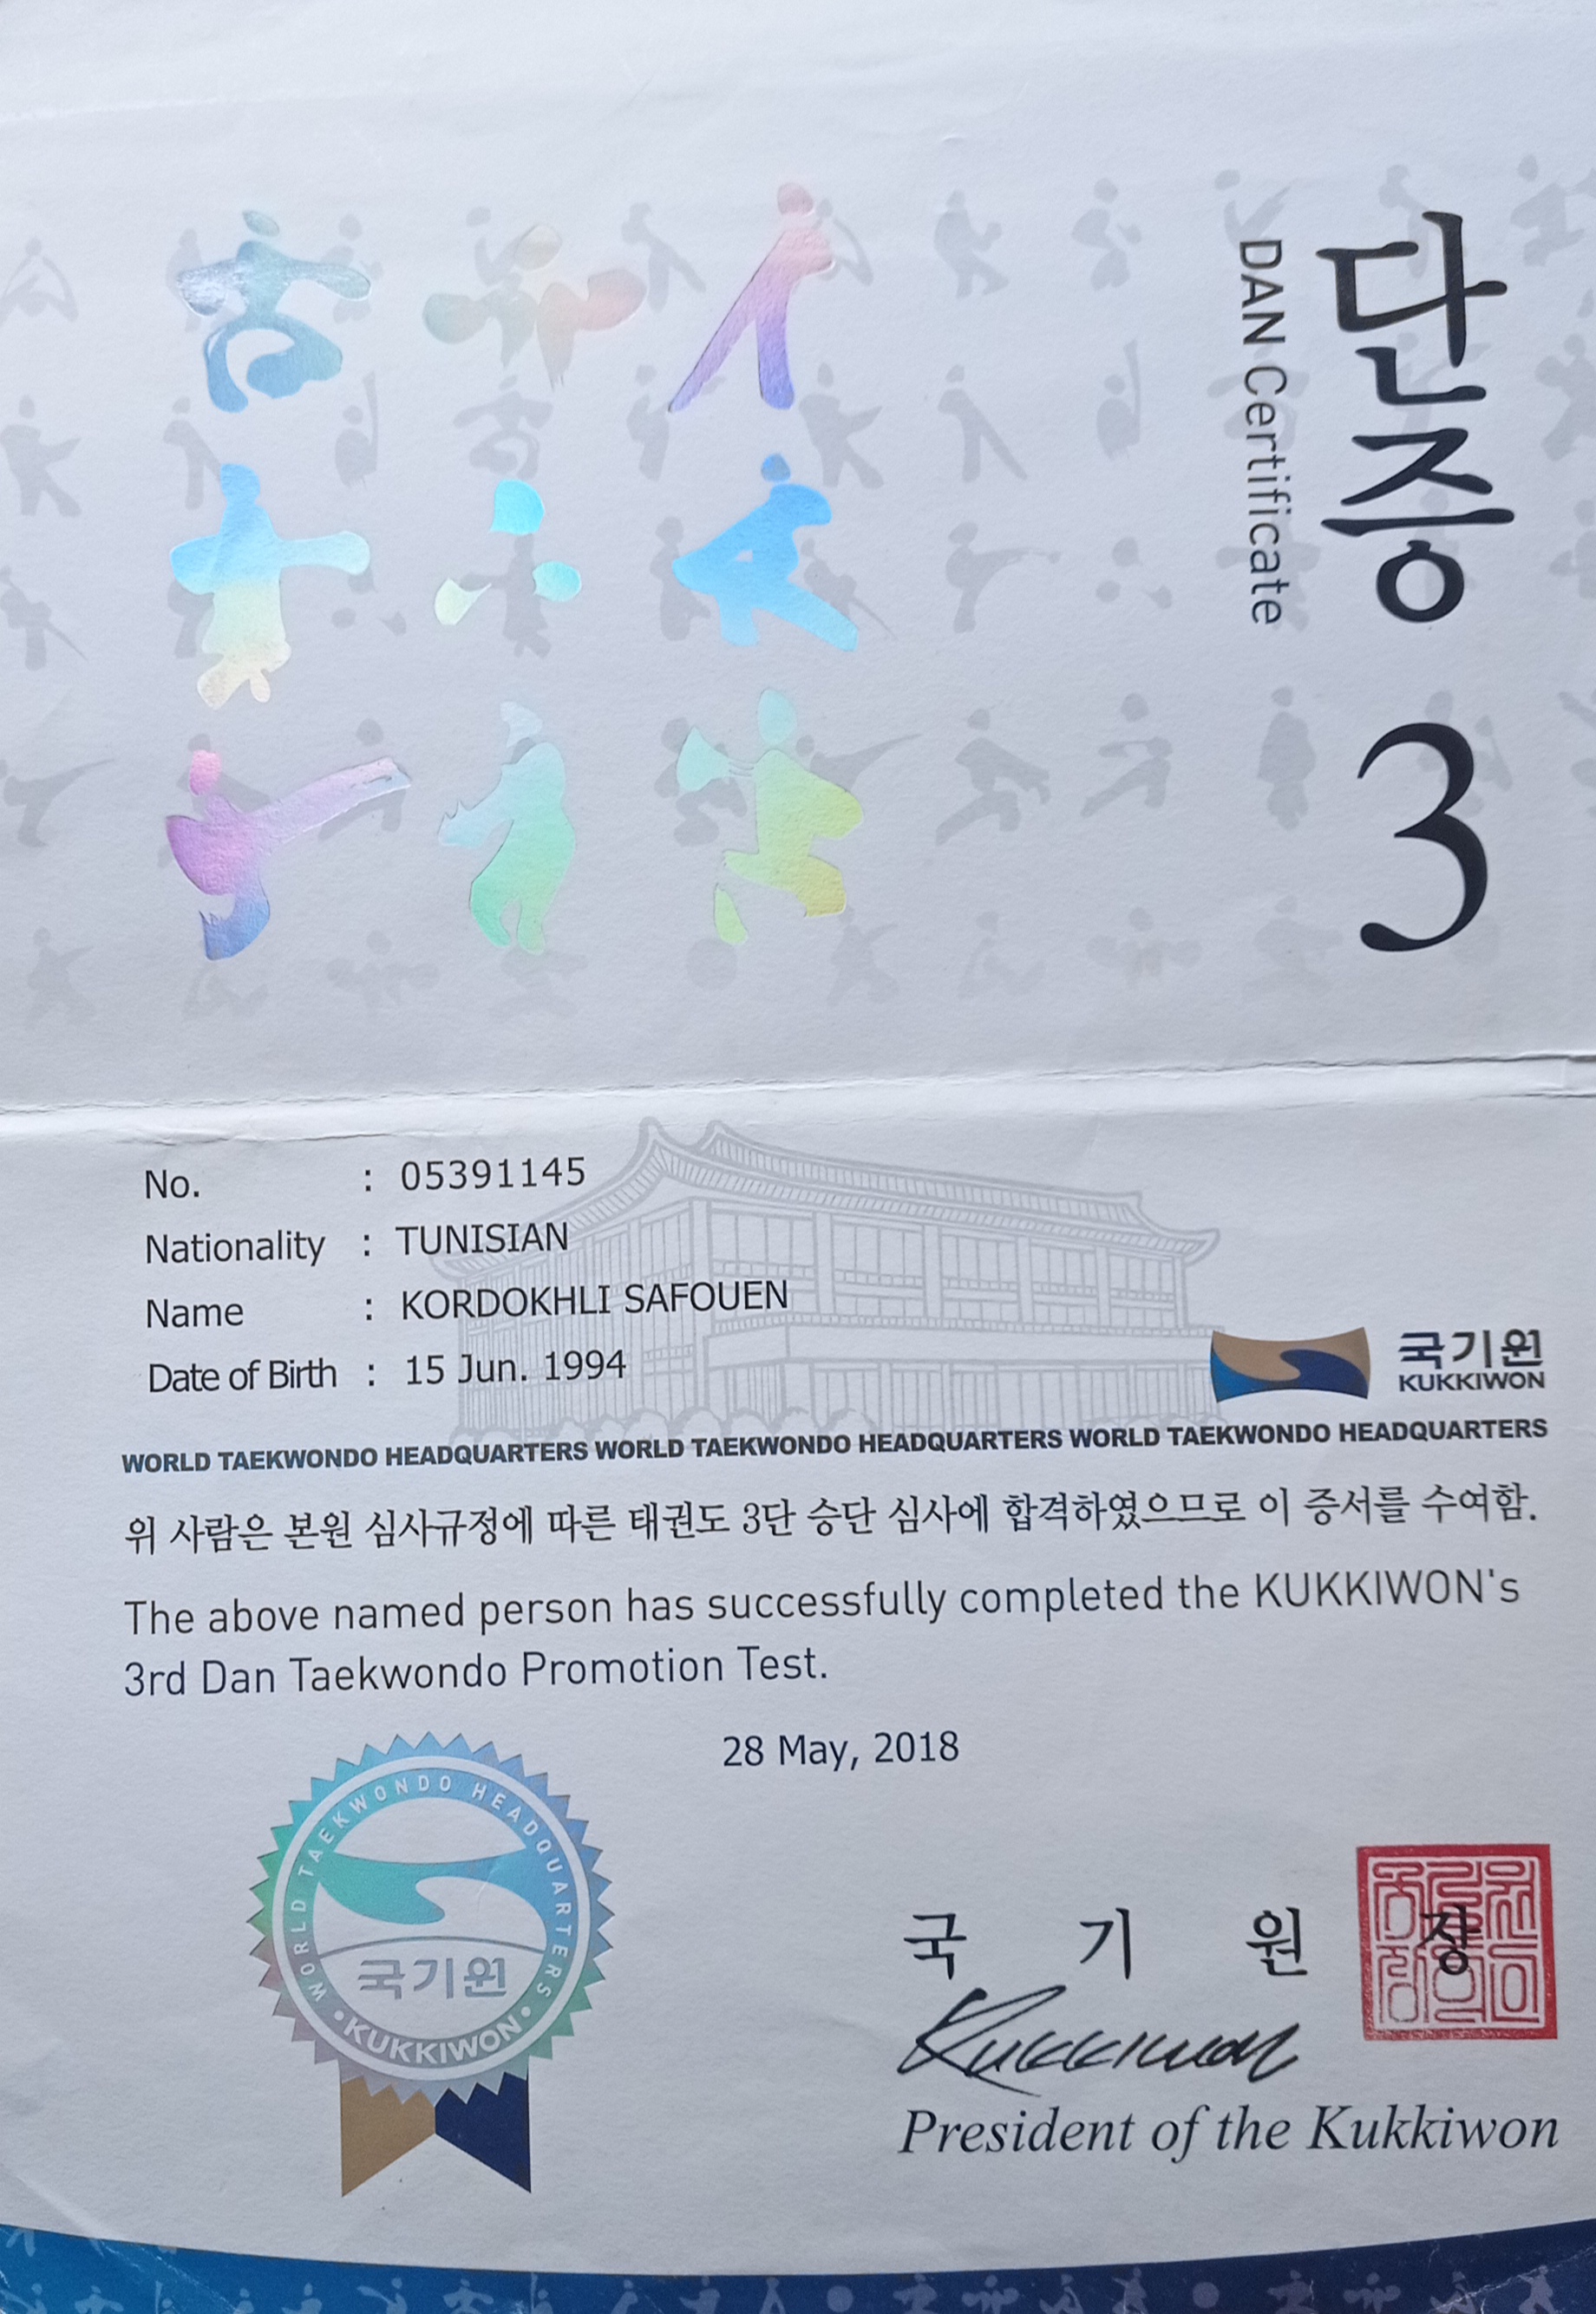 단증 3
DAN Certificate
No. : 05391145
Nationality : TUNISIAN
Name : KORDOKHLI SAFOUEN
Date of Birth : 15 Jun. 1994
국기원
KUKKIWON
WORLD TAEKWONDO HEADQUARTERS WORLD TAEKWONDO HEADQUARTERS WORLD TAEKWONDO HEADQUARTERS
위 사람은 본원 심사규정에 따른 태권도 3단 승단 심사에 합격하였으므로 이 증서를 수여함.
The above named person has successfully completed the KUKKIWON's
3rd Dan Taekwondo Promotion Test.
28 May, 2018
WORLD TAEKWONDO HEADQUARTERS
국기원
• KUKKIWON •
국 기 원 장
Kukkiwon
President of the Kukkiwon